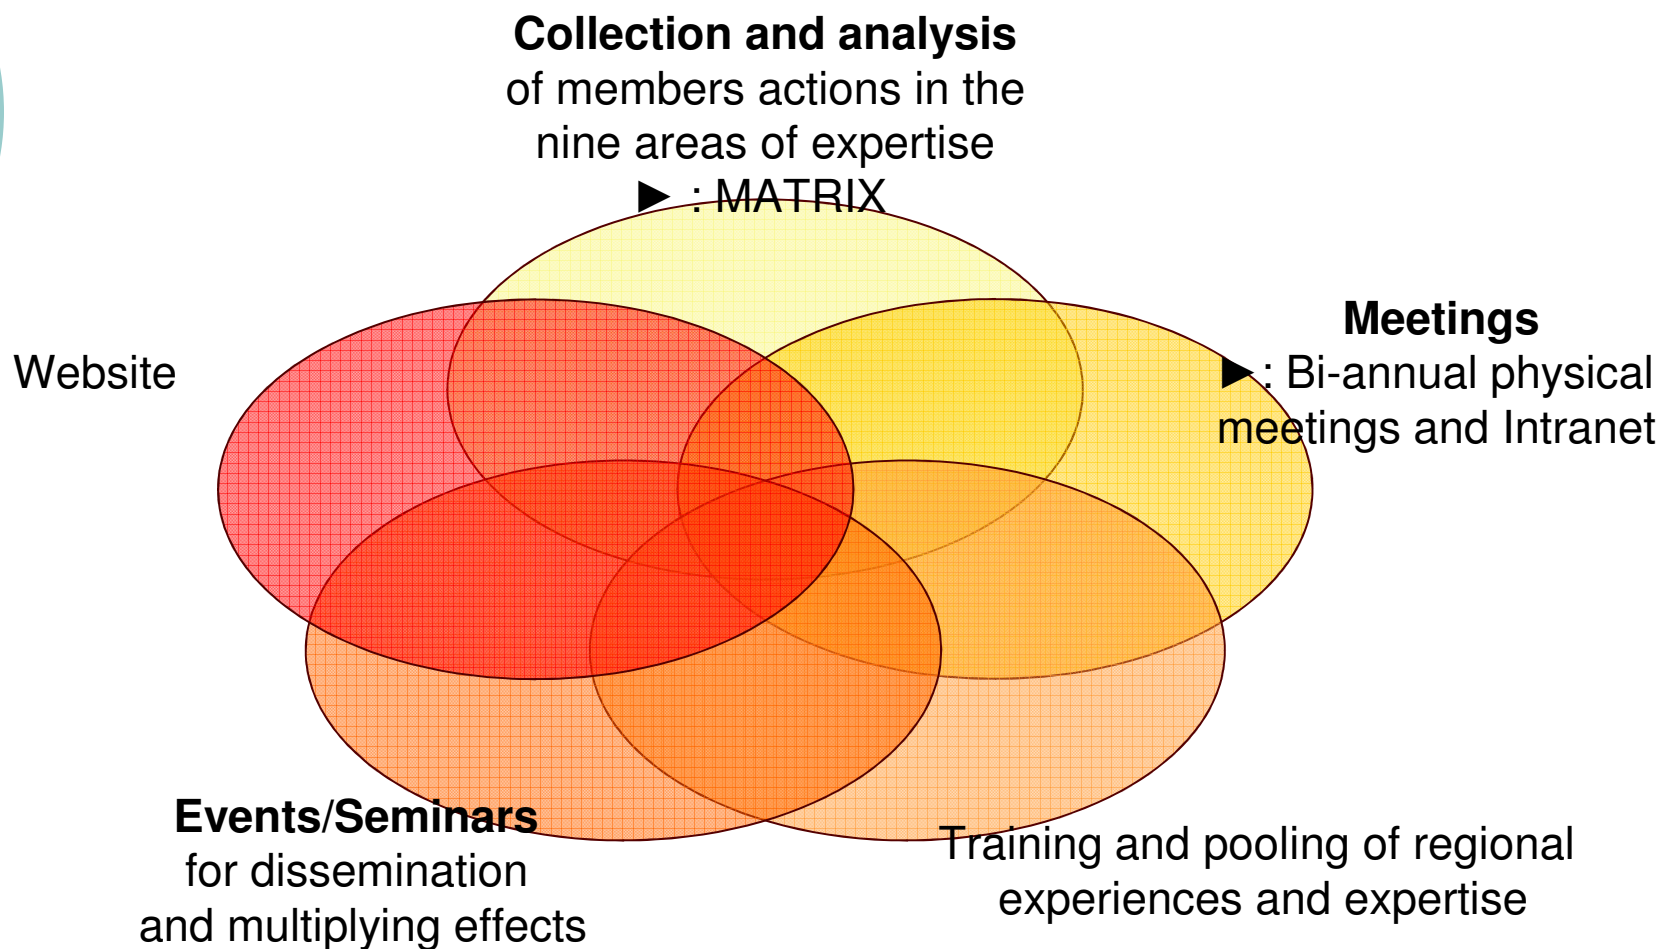 Collection and analysis
of members actions in the
nine areas of expertise
► : MATRIX
Meetings
►: Bi-annual physical
meetings and Intranet
Website
Events/Seminars
for dissemination
and multiplying effects
Training and pooling of regional
experiences and expertise